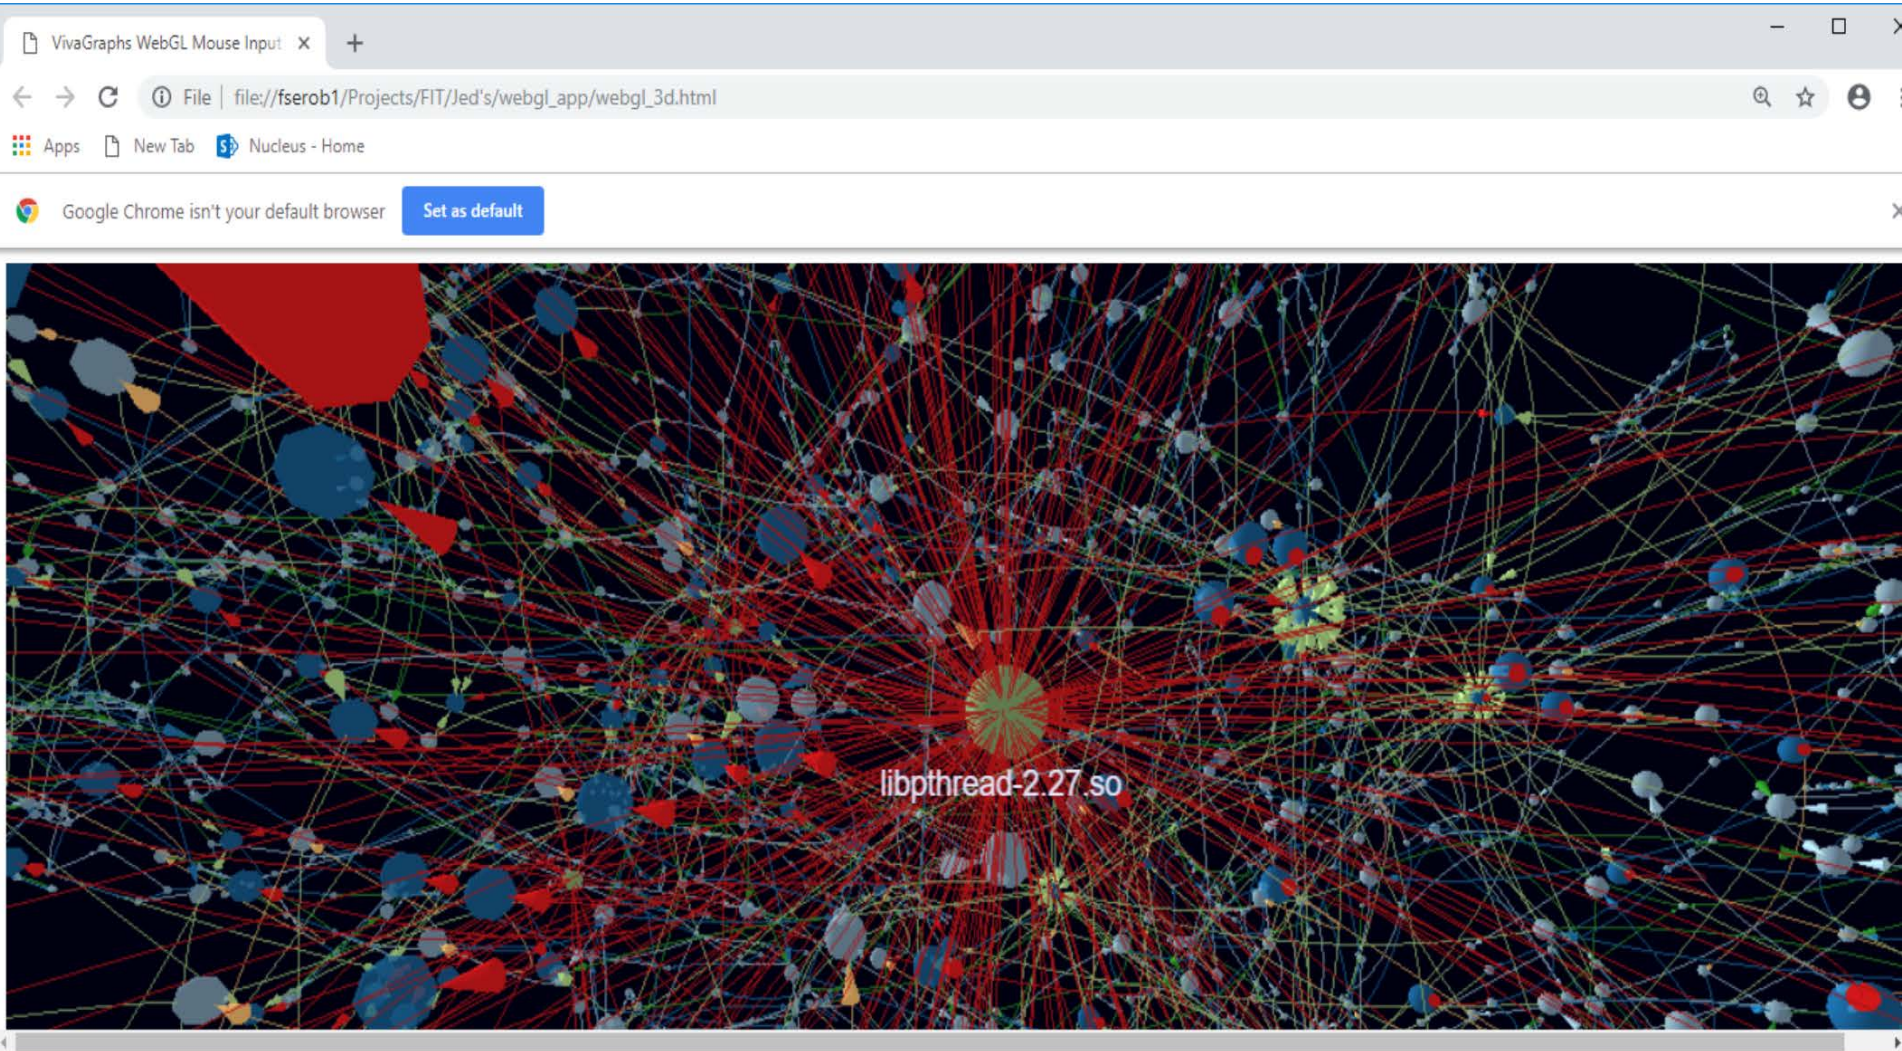 VivaGraphs WebGL Mouse Input
File file://fserob1/Projects/FIT/Jed's/webgl_app/webgl_3d.html
Apps New Tab Nucleus - Home
Google Chrome isn't your default browser Set as default
libpthread-2.27.so